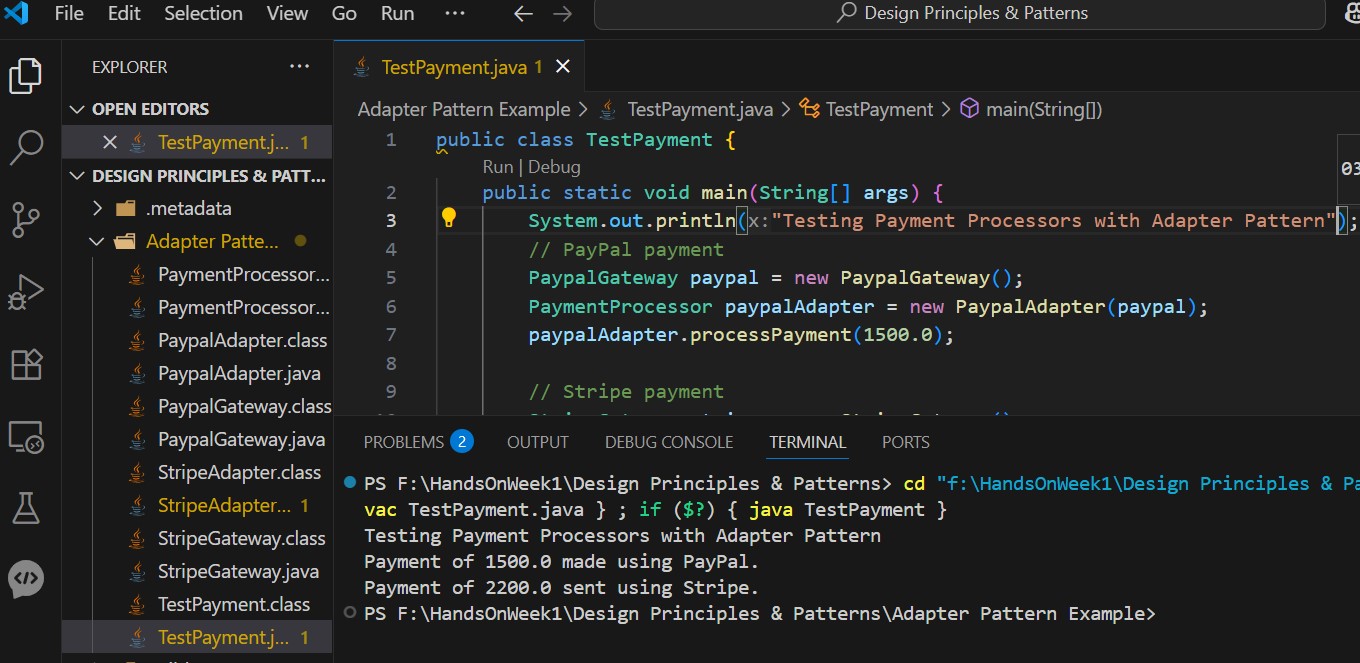 File Edit Selection View Go Run ··· ← → Design Principles & Patterns
EXPLORER ···
OPEN EDITORS
TestPayment.j... 1
DESIGN PRINCIPLES & PATT...
.metadata
Adapter Patte...
PaymentProcessor...
PaymentProcessor...
PaypalAdapter.class
PaypalAdapter.java
PaypalGateway.class
PaypalGateway.java
StripeAdapter.class
StripeAdapter... 1
StripeGateway.class
StripeGateway.java
TestPayment.class
TestPayment.j... 1
TestPayment.java 1
Adapter Pattern Example > TestPayment.java > TestPayment > main(String[])
1 public class TestPayment {
Run | Debug
2 public static void main(String[] args) {
3 System.out.println(x:"Testing Payment Processors with Adapter Pattern");
4 // PayPal payment
5 PaypalGateway paypal = new PaypalGateway();
6 PaymentProcessor paypalAdapter = new PaypalAdapter(paypal);
7 paypalAdapter.processPayment(1500.0);
8
9 // Stripe payment
03
PROBLEMS 2 OUTPUT DEBUG CONSOLE TERMINAL PORTS
PS F:\HandsOnWeek1\Design Principles & Patterns> cd "f:\HandsOnWeek1\Design Principles & Pa
vac TestPayment.java } ; if ($?) { java TestPayment }
Testing Payment Processors with Adapter Pattern
Payment of 1500.0 made using PayPal.
Payment of 2200.0 sent using Stripe.
PS F:\HandsOnWeek1\Design Principles & Patterns\Adapter Pattern Example>